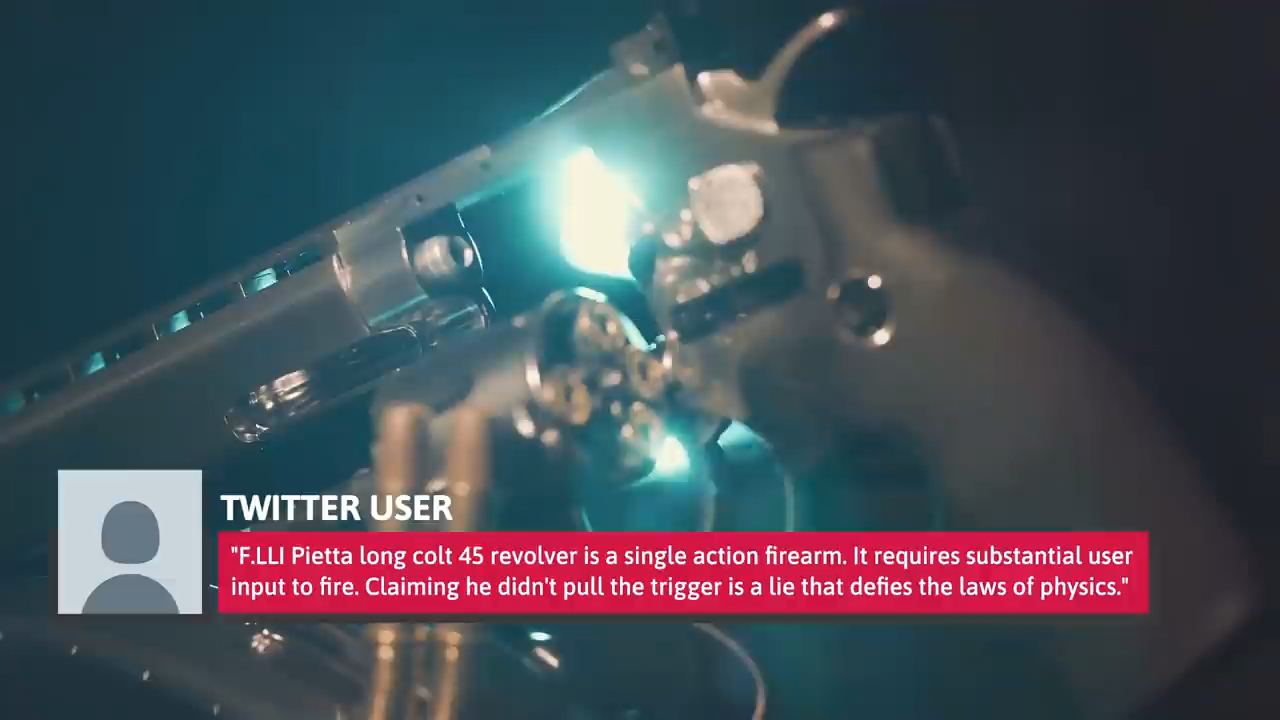 TWITTER USER
"F.LLI Pietta long colt 45 revolver is a single action firearm. It requires substantial user
input to fire. Claiming he didn't pull the trigger is a lie that defies the laws of physics."